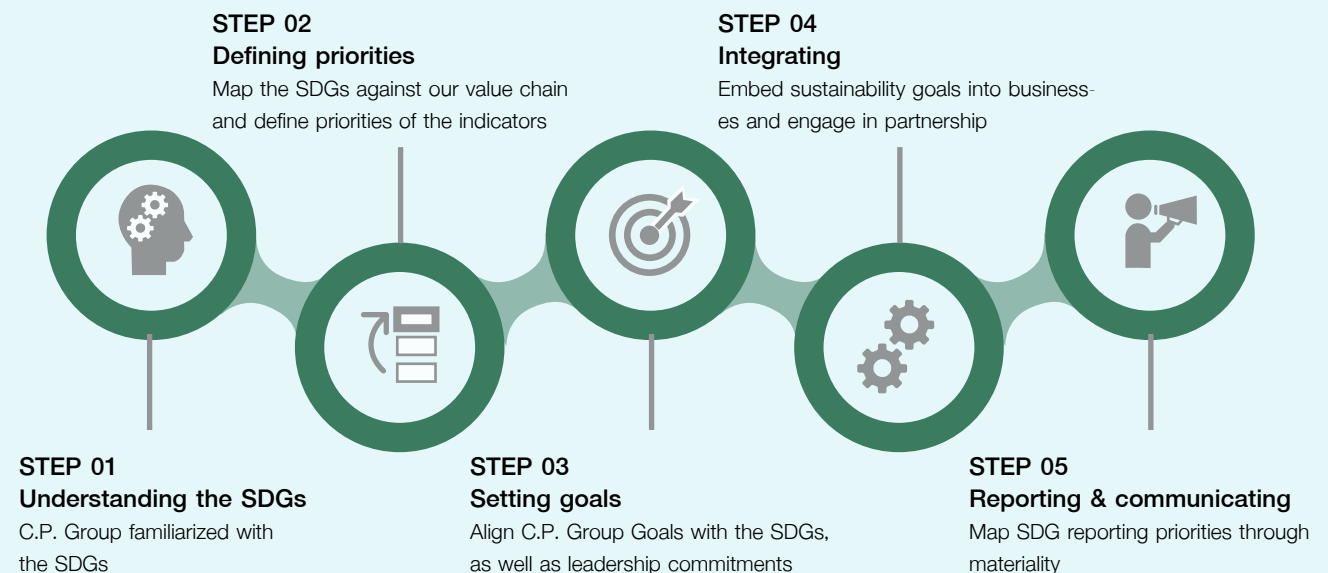 STEP 02
Defining priorities
Map the SDGs against our value chain
and define priorities of the indicators
STEP 04
Integrating
Embed sustainability goals into business-
es and engage in partnership
STEP 01
Understanding the SDGs
C.P. Group familiarized with
the SDGs
STEP 03
Setting goals
Align C.P. Group Goals with the SDGs,
as well as leadership commitments
STEP 05
Reporting & communicating
Map SDG reporting priorities through
materiality